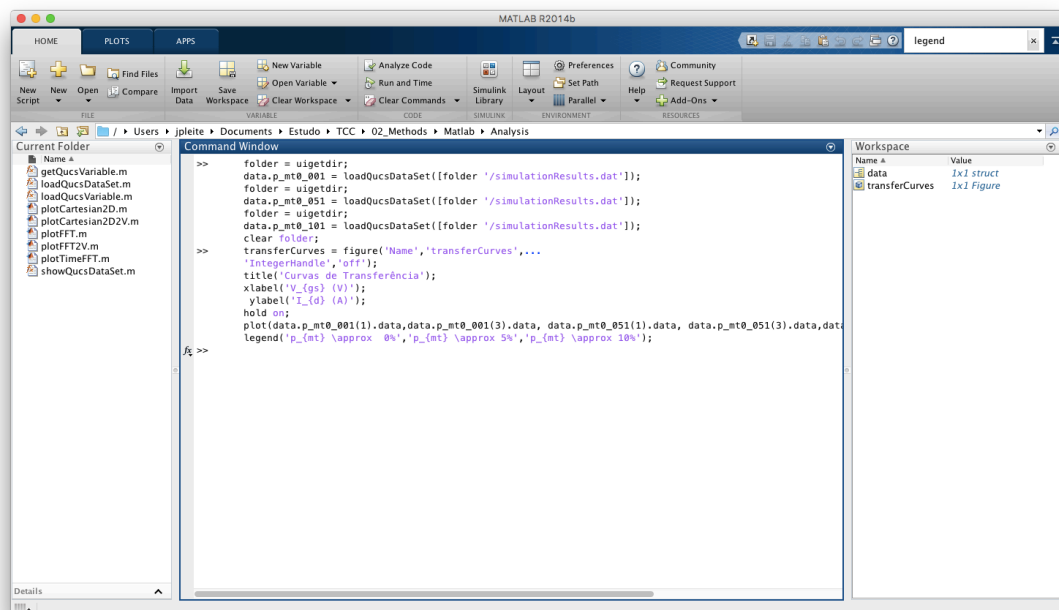 MATLAB R2014b
HOME PLOTS APPS legend
New Script
New
Open
Find Files
Compare
Import Data
Save Workspace
New Variable
Open Variable
Clear Workspace
Analyze Code
Run and Time
Clear Commands
Simulink Library
Layout
Preferences
Set Path
Parallel
Help
Community
Request Support
Add-Ons
FILE VARIABLE CODE SIMULINK ENVIRONMENT RESOURCES
/ Users jpleite Documents Estudo TCC 02_Methods Matlab Analysis
Current Folder
Name
getQucsVariable.m
loadQucsDataSet.m
loadQucsVariable.m
plotCartesian2D.m
plotCartesian2D2V.m
plotFFT.m
plotFFT2V.m
plotTimeFFT.m
showQucsDataSet.m
Details
Command Window
>> folder = uigetdir;
data.p_mt0_001 = loadQucsDataSet([folder '/simulationResults.dat']);
folder = uigetdir;
data.p_mt0_051 = loadQucsDataSet([folder '/simulationResults.dat']);
folder = uigetdir;
data.p_mt0_101 = loadQucsDataSet([folder '/simulationResults.dat']);
clear folder;
>> transferCurves = figure('Name','transferCurves',...
'IntegerHandle','off');
title('Curvas de Transferência');
xlabel('V_{gs} (V)');
ylabel('I_{d} (A)');
hold on;
plot(data.p_mt0_001(1).data,data.p_mt0_001(3).data, data.p_mt0_051(1).data, data.p_mt0_051(3).data,dat
legend('p_{mt} \approx  0%','p_{mt} \approx 5%','p_{mt} \approx 10%');
fx >>
Workspace
Name Value
data 1x1 struct
transferCurves 1x1 Figure